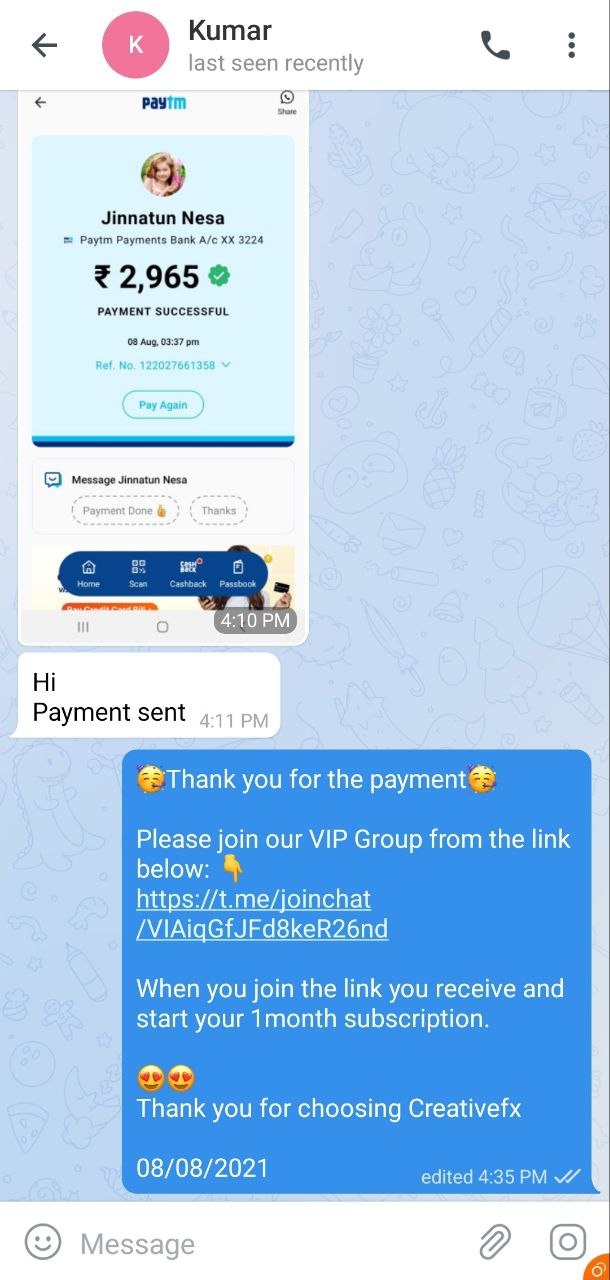 K
Kumar
last seen recently
paytm
Share
Jinnatun Nesa
Paytm Payments Bank A/c XX 3224
₹ 2,965
PAYMENT SUCCESSFUL
08 Aug, 03:37 pm
Ref. No. 122027661358
Pay Again
Message Jinnatun Nesa
Payment Done 👍
Thanks
CASH
BACK
Home
Scan
Cashback
Passbook
Pay Credit Card Bill
4:10 PM
Hi
Payment sent
4:11 PM
🥳Thank you for the payment🥳
Please join our VIP Group from the link
below: 👇
https://t.me/joinchat
/VIAiqGfJFd8keR26nd
When you join the link you receive and
start your 1month subscription.
😍😍
Thank you for choosing Creativefx
08/08/2021
edited 4:35 PM
Message